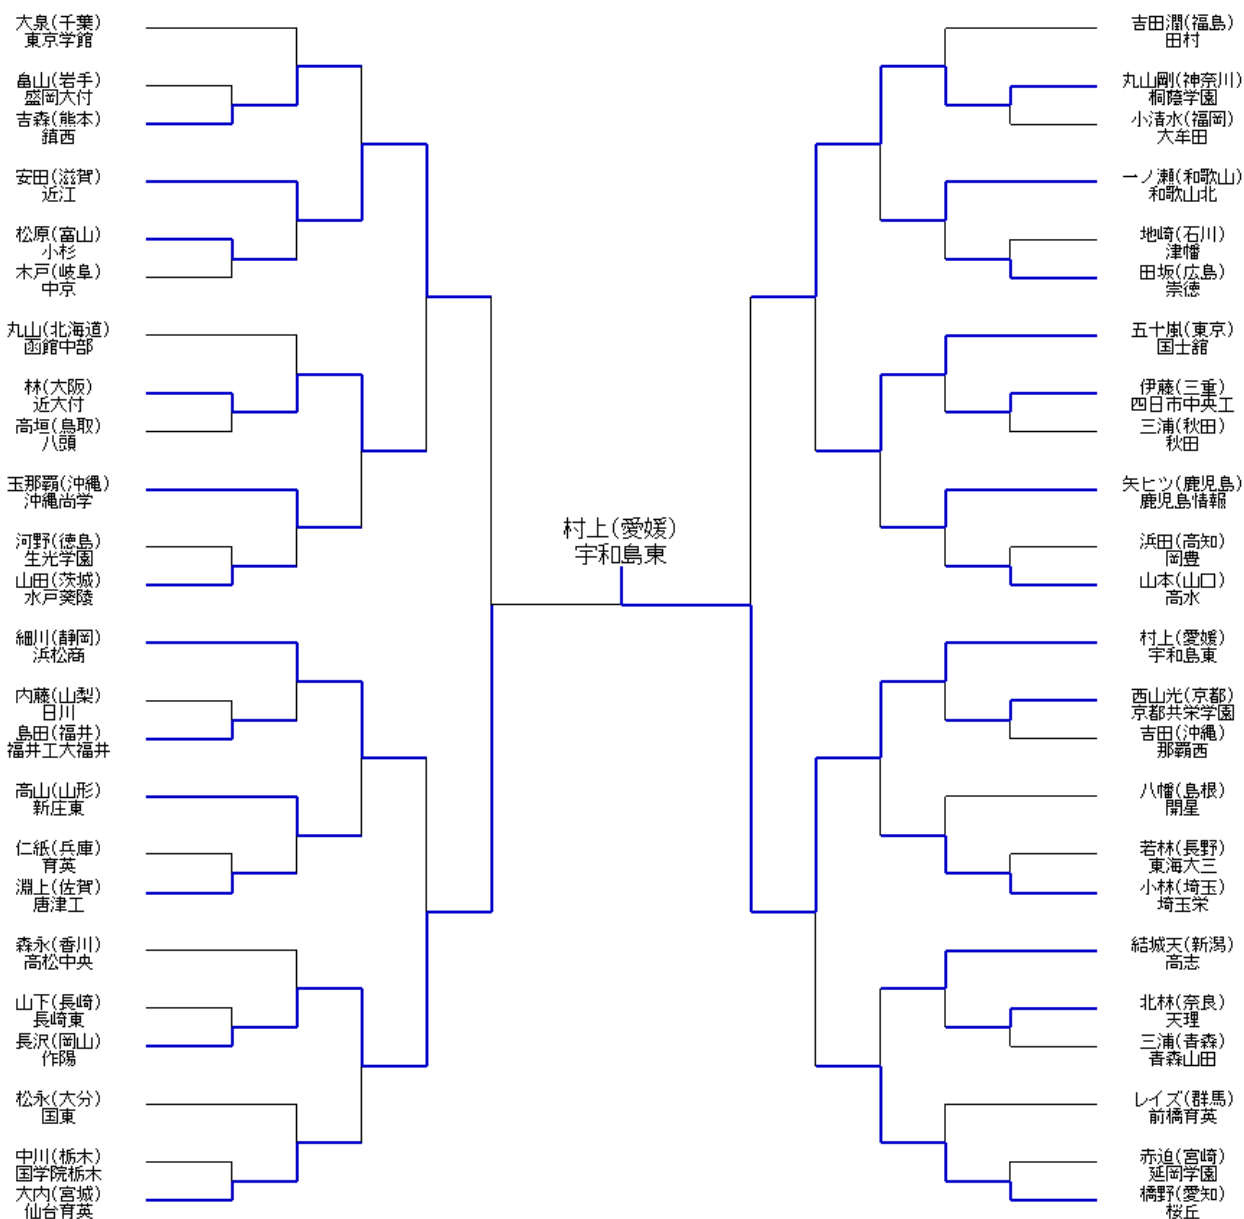 大泉(千葉)
東京学館
畠山(岩手)
盛岡大付
吉森(熊本)
鎮西
安田(滋賀)
近江
松原(富山)
小杉
木戸(岐阜)
中京
丸山(北海道)
函館中部
林(大阪)
近大付
高垣(鳥取)
八頭
玉那覇(沖縄)
沖縄尚学
河野(徳島)
生光学園
山田(茨城)
水戸葵陵
細川(静岡)
浜松商
内藤(山梨)
日川
島田(福井)
福井工大福井
高山(山形)
新庄東
仁紙(兵庫)
育英
淵上(佐賀)
唐津工
森永(香川)
高松中央
山下(長崎)
長崎東
長沢(岡山)
作陽
松永(大分)
国東
中川(栃木)
国学院栃木
大内(宮城)
仙台育英
村上(愛媛)
宇和島東
吉田潤(福島)
田村
丸山剛(神奈川)
桐蔭学園
小清水(福岡)
大牟田
一ノ瀬(和歌山)
和歌山北
地崎(石川)
津幡
田坂(広島)
崇徳
五十嵐(東京)
国士舘
伊藤(三重)
四日市中央工
三浦(秋田)
秋田
矢ヒツ(鹿児島)
鹿児島情報
浜田(高知)
岡豊
山本(山口)
高水
村上(愛媛)
宇和島東
西山光(京都)
京都共栄学園
吉田(沖縄)
那覇西
八幡(島根)
開星
若林(長野)
東海大三
小林(埼玉)
埼玉栄
結城天(新潟)
高志
北林(奈良)
天理
三浦(青森)
青森山田
レイズ(群馬)
前橋育英
赤迫(宮崎)
延岡学園
橋野(愛知)
桜丘